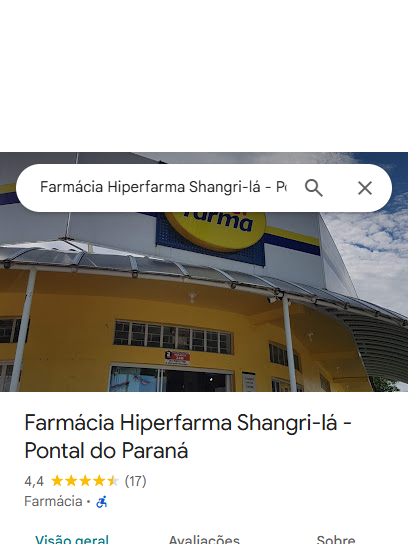 Farmácia Hiperfarma Shangri-lá - Po
farma
Farmácia Hiperfarma Shangri-lá -
Pontal do Paraná
4,4 (17)
Farmácia ·
Visão geral Avaliações Sobre